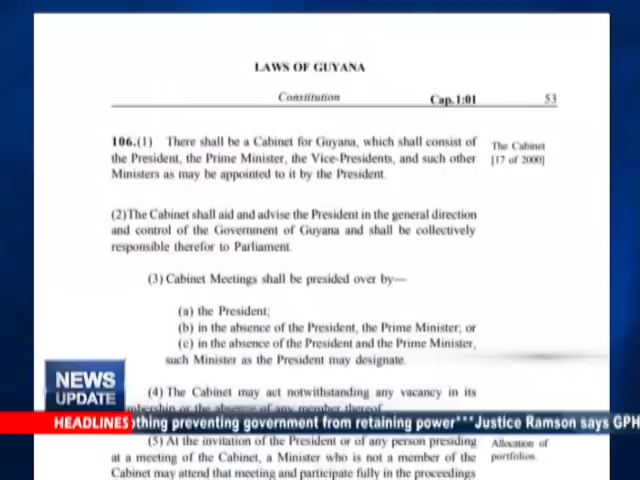 LAWS OF GUYANA
Constitution Cap. 1:01 53
106.(1) There shall be a Cabinet for Guyana, which shall consist of
the President, the Prime Minister, the Vice-Presidents, and such other
Ministers as may be appointed to it by the President.
The Cabinet
[17 of 2000]
(2)The Cabinet shall aid and advise the President in the general direction
and control of the Government of Guyana and shall be collectively
responsible therefor to Parliament.
(3) Cabinet Meetings shall be presided over by—
(a) the President;
(b) in the absence of the President, the Prime Minister, or
(c) in the absence of the President and the Prime Minister,
such Minister as the President may designate.
(4) The Cabinet may act notwithstanding any vacancy in its
the absence of any member thereof.
NEWS
UPDATE
HEADLINES othing preventing government from retaining power***Justice Ramson says GPH
(5) At the invitation of the President or of any person presiding
at a meeting of the Cabinet, a Minister who is not a member of the
Cabinet may attend that meeting and participate fully in the proceedings
Allocation of
portfolios.